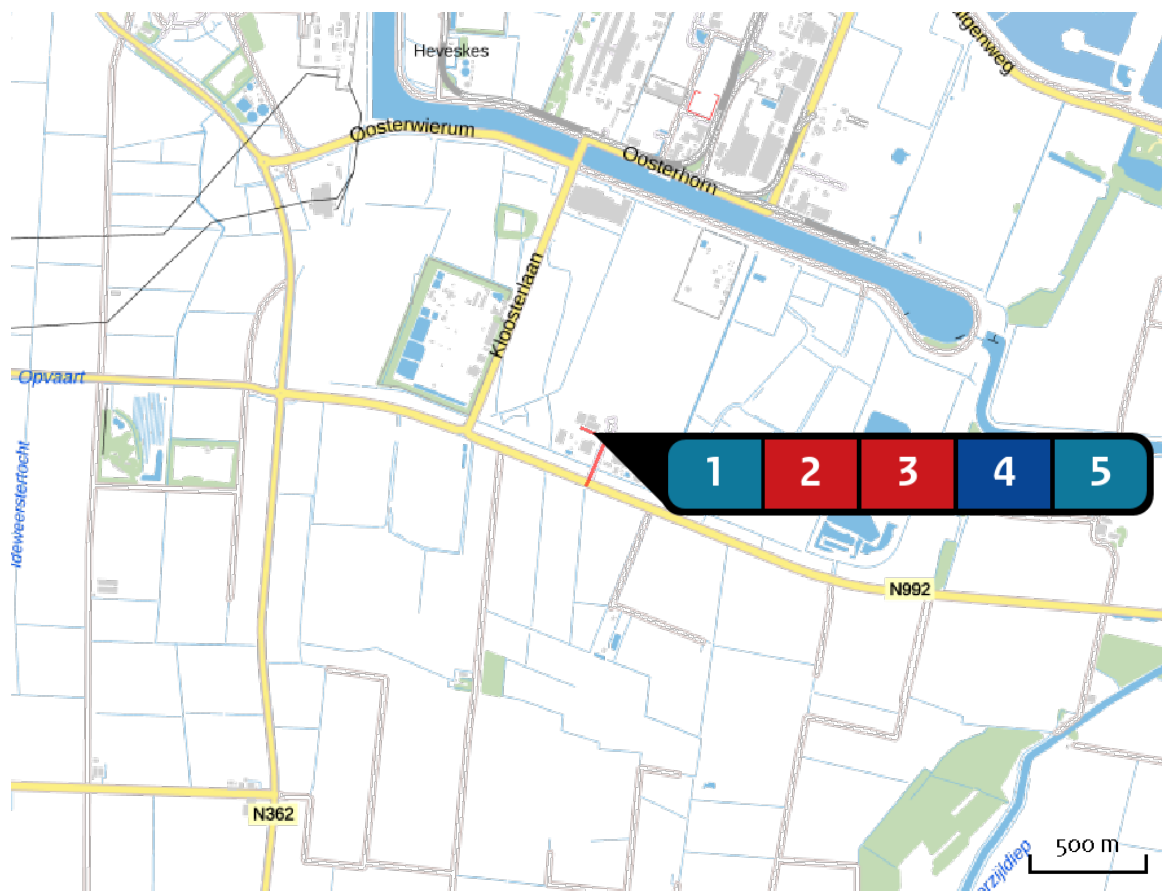 Heveskes
Oosterwierum
Oosterhorn
Kloosterlaan
Opvaart
1 2 3 4 5
N992
N362
500 m